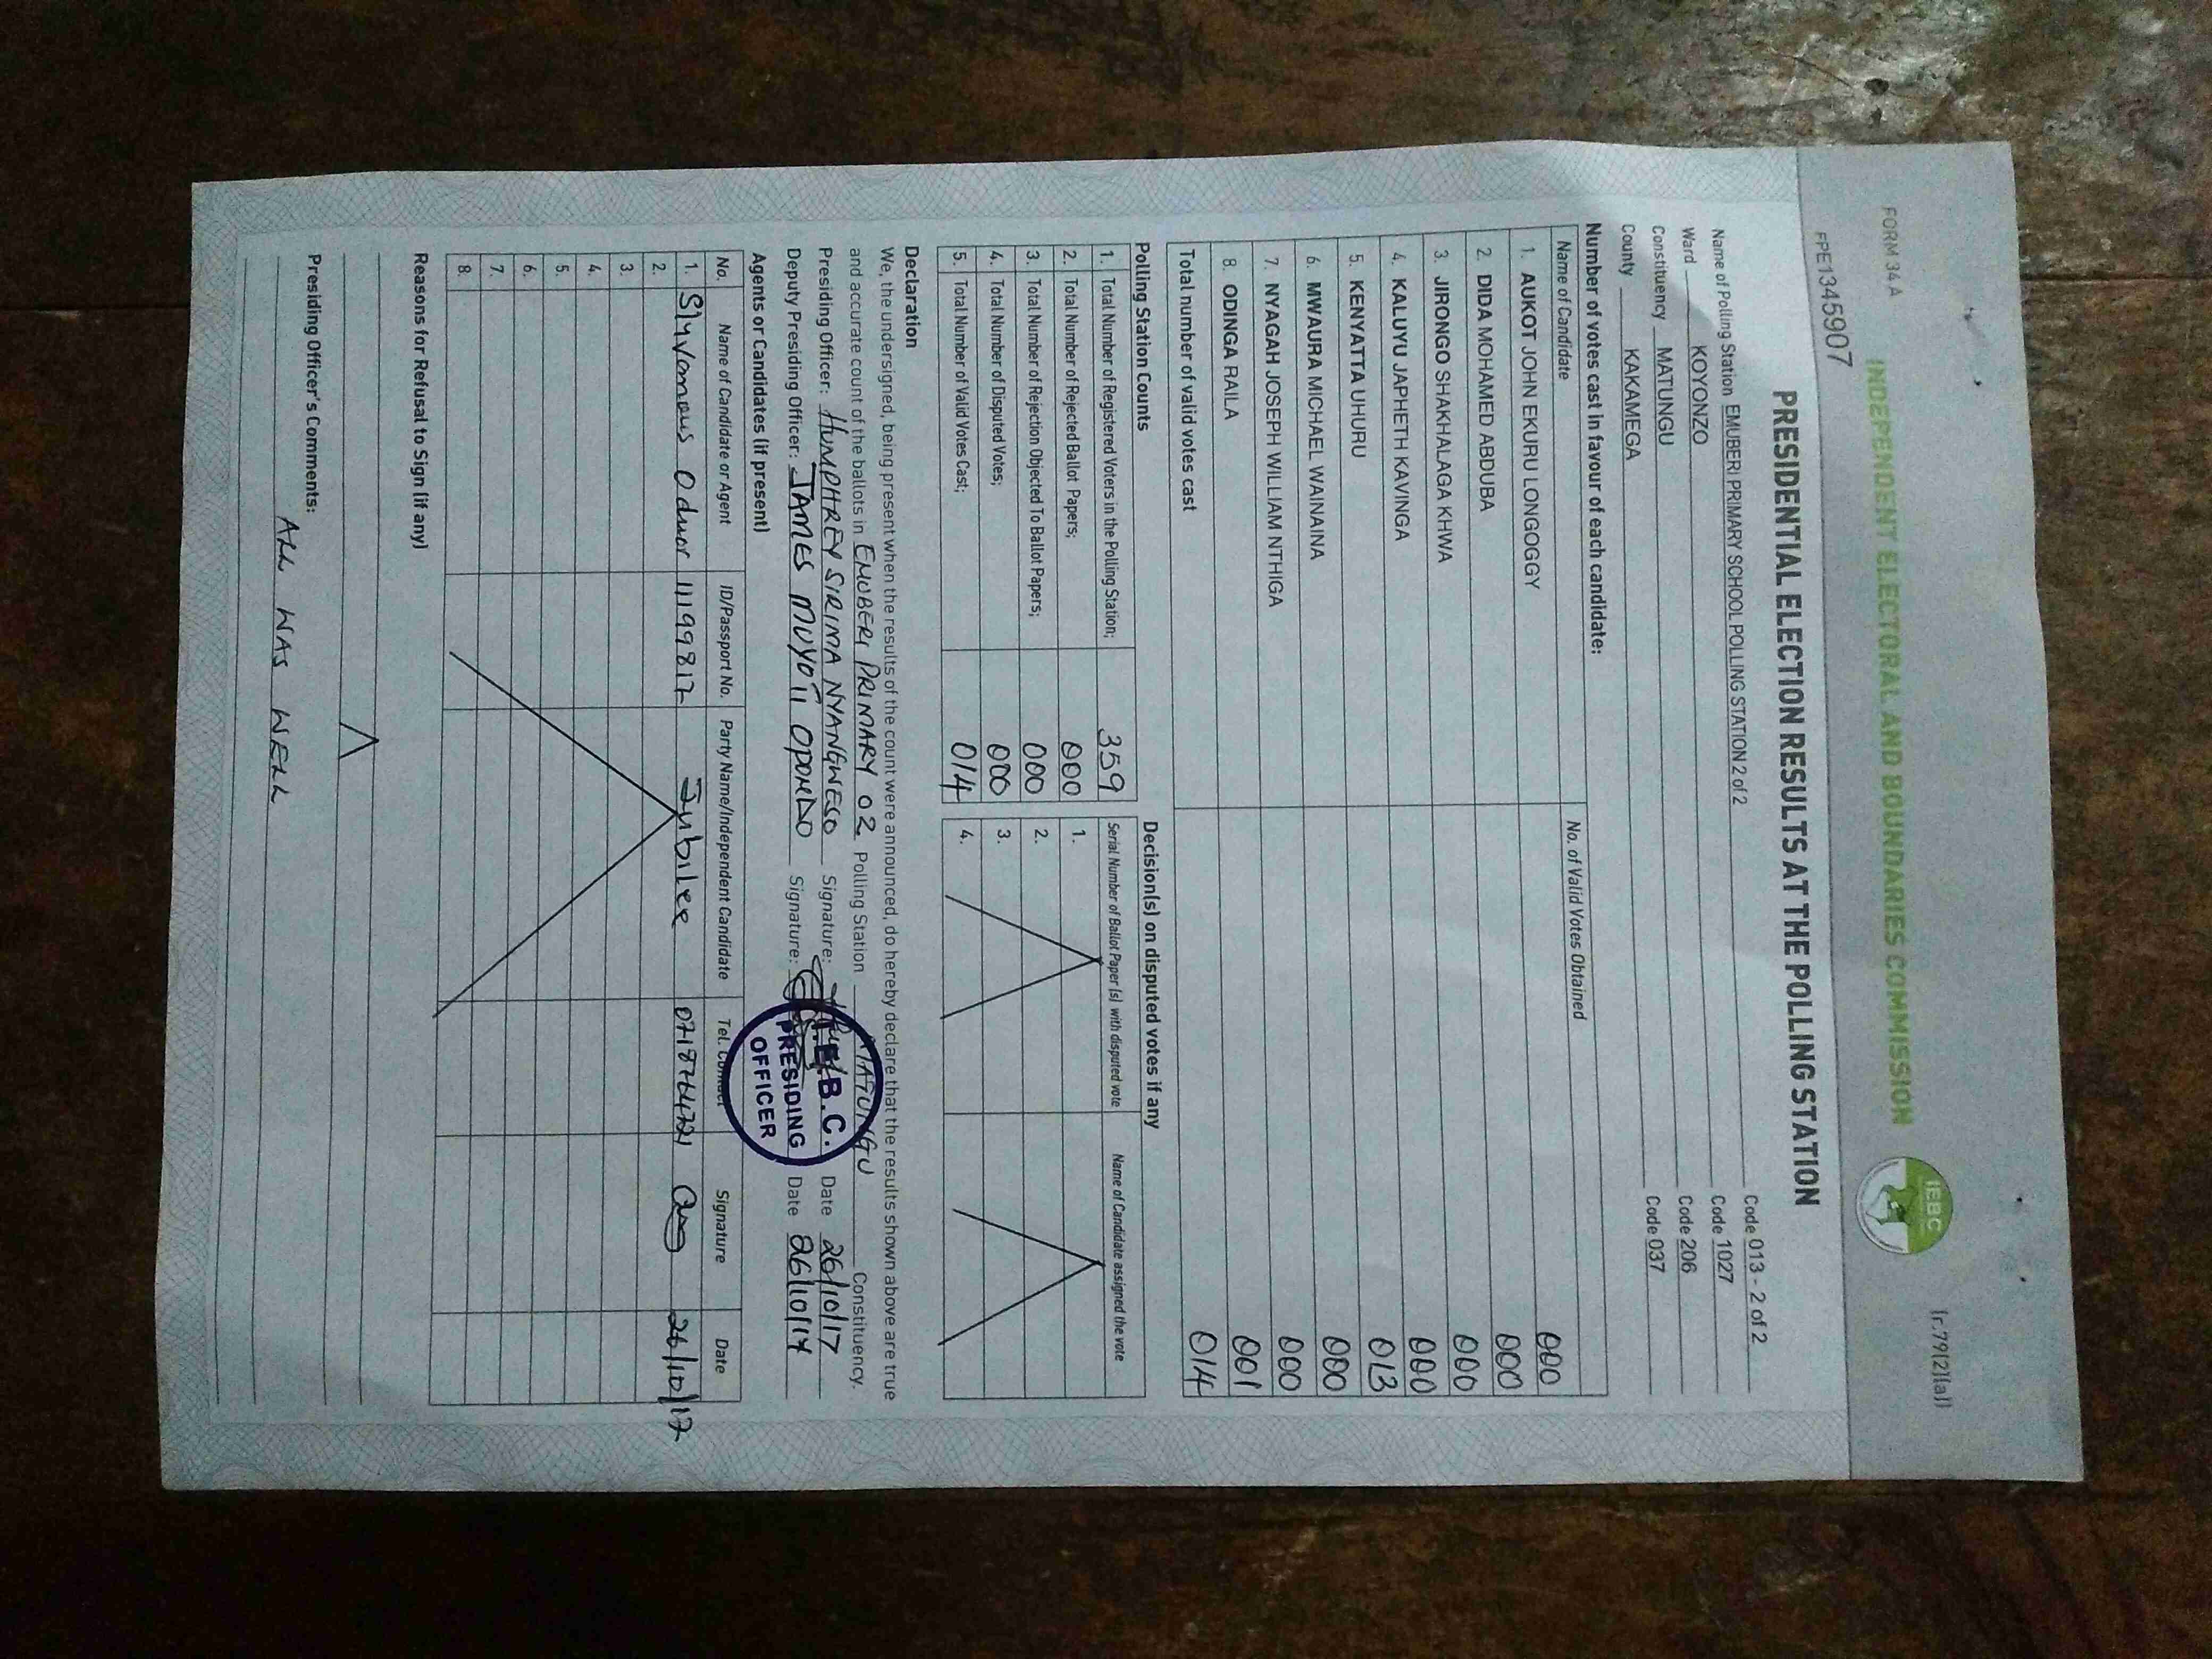 FORM 34A
(r.79(2)(a))
INDEPENDENT ELECTORAL AND BOUNDARIES COMMISSION
IEBC
FPE1345907
PRESIDENTIAL ELECTION RESULTS AT THE POLLING STATION
Name of Polling Station EMUBERI PRIMARY SCHOOL POLLING STATION 2 of 2 Code 013 - 2 of 2
Ward KOYONZO Code 1027
Constituency MATUNGU Code 206
County KAKAMEGA Code 037
Number of votes cast in favour of each candidate:
Name of Candidate No. of Valid Votes Obtained
1. AUKOT JOHN EKURU LONGOGGY 000
2. DIDA MOHAMED ABDUBA 000
3. JIRONGO SHAKHALAGA KHWA 000
4. KALUYU JAPHETH KAVINGA 000
5. KENYATTA UHURU 013
6. MWAURA MICHAEL WAINAINA 000
7. NYAGAH JOSEPH WILLIAM NTHIGA 000
8. ODINGA RAILA 001
Total number of valid votes cast 014
Polling Station Counts
1. Total Number of Registered Voters in the Polling Station; 359
2. Total Number of Rejected Ballot Papers; 000
3. Total Number of Rejection Objected To Ballot Papers; 000
4. Total Number of Disputed Votes; 000
5. Total Number of Valid Votes Cast; 014
Decision(s) on disputed votes if any
Serial Number of Ballot Paper (s) with disputed vote Name of Candidate assigned the vote
1.
2.
3.
4.
Declaration
We, the undersigned, being present when the results of the count were announced, do hereby declare that the results shown above are true
and accurate count of the ballots in EMUBERI PRIMARY 02 Polling Station MATUNGU Constituency.
Presiding Officer: HUMPHREY SIRIMA NYANGWESO Signature: Date 26/10/17
Deputy Presiding Officer: JAMES MUYOTI OPONDO Signature: Date 26/10/17
I.E.B.C.
PRESIDING
OFFICER
Agents or Candidates (if present)
No. Name of Candidate or Agent ID/Passport No. Party Name/Independent Candidate Tel. Contact Signature Date
1. Slyvanous Oduor 11199817 Jubilee 0718764721 26/10/17
2.
3.
4.
5.
6.
7.
8.
Reasons for Refusal to Sign (if any)
Presiding Officer's Comments:
ALL WAS WELL